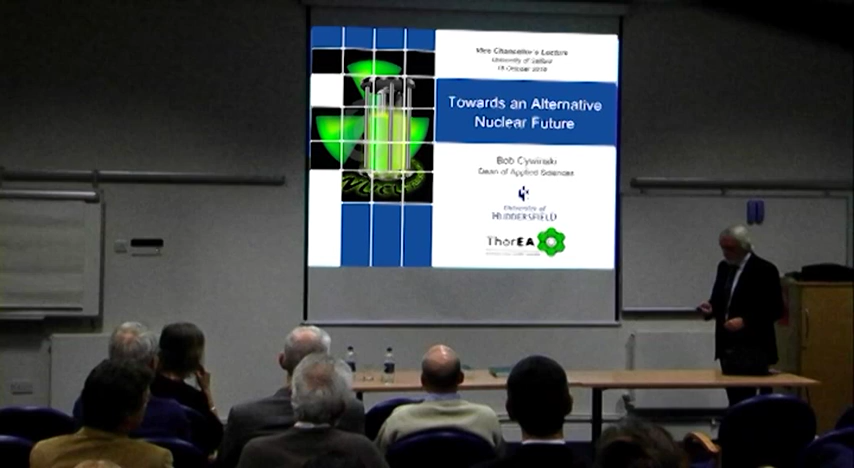 Vice Chancellor's Lecture
University of Salford
Towards an Alternative
Nuclear Future
Bob Cywinski
Dean of Applied Sciences
University of
HUDDERSFIELD
ThorEA